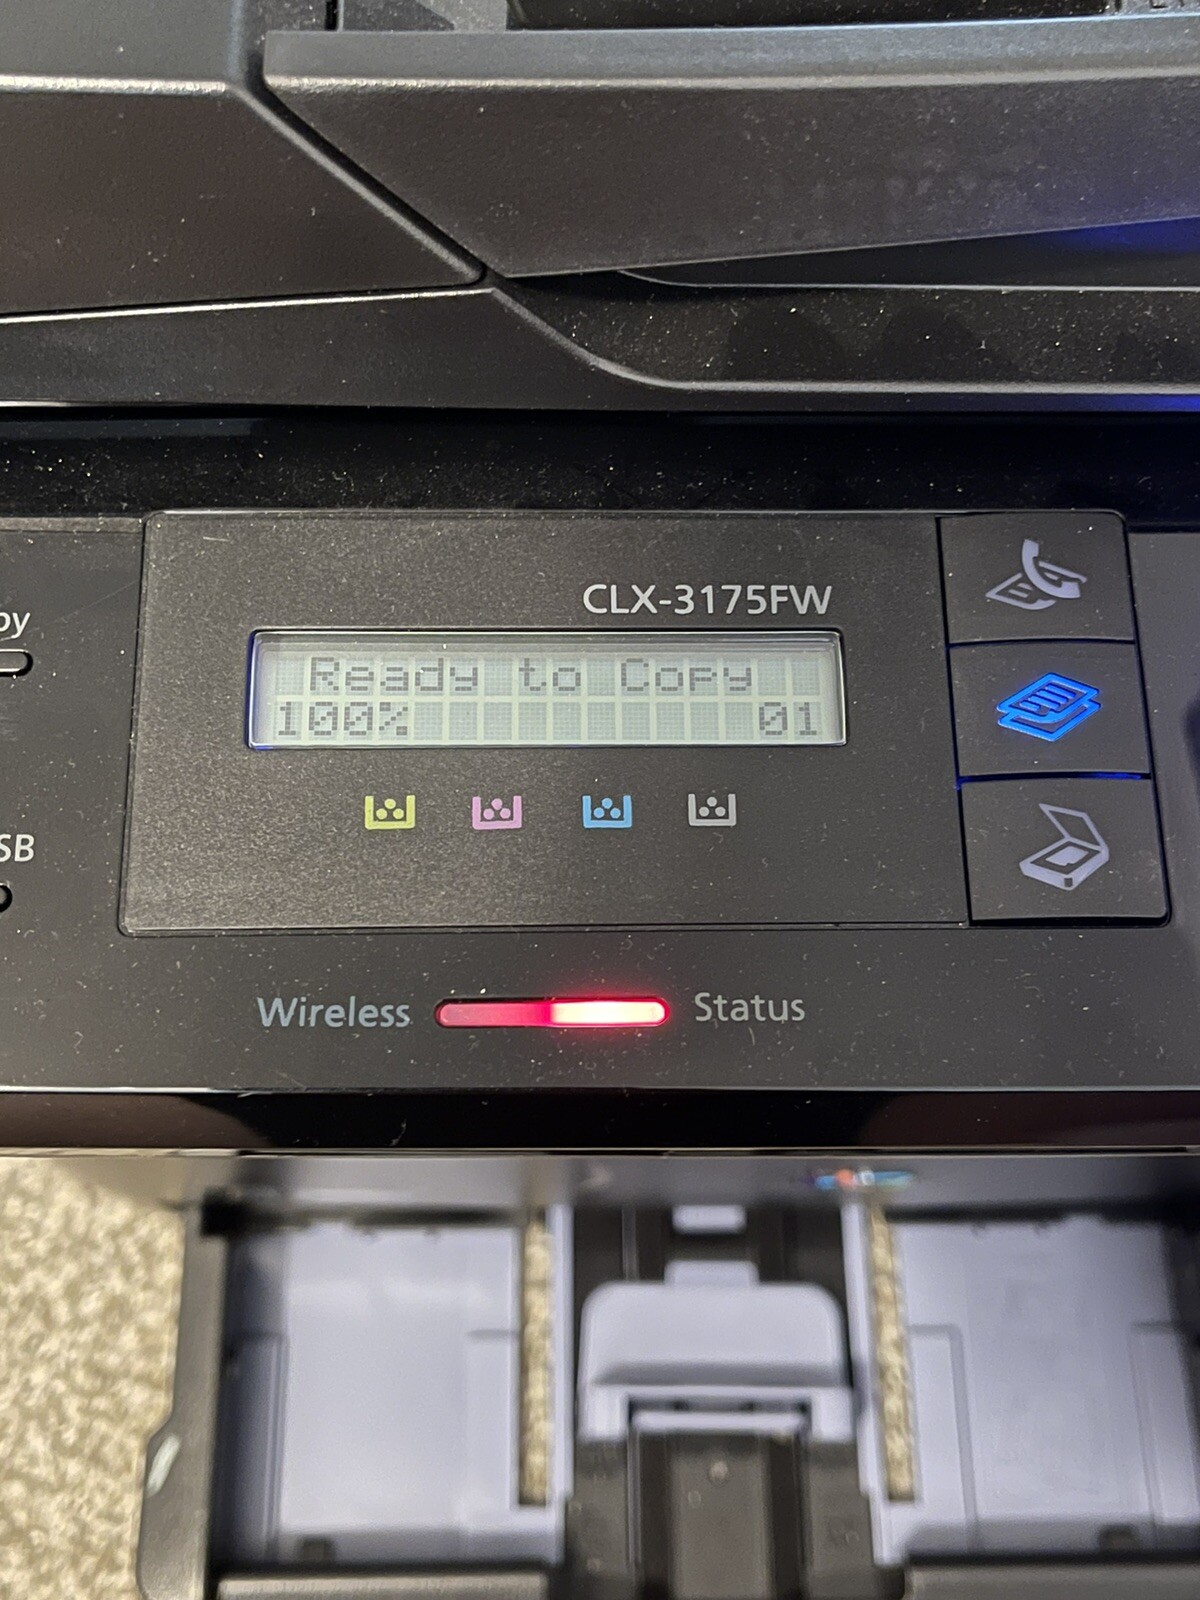 CLX-3175FW
Ready to Copy
100% 01
Wireless Status